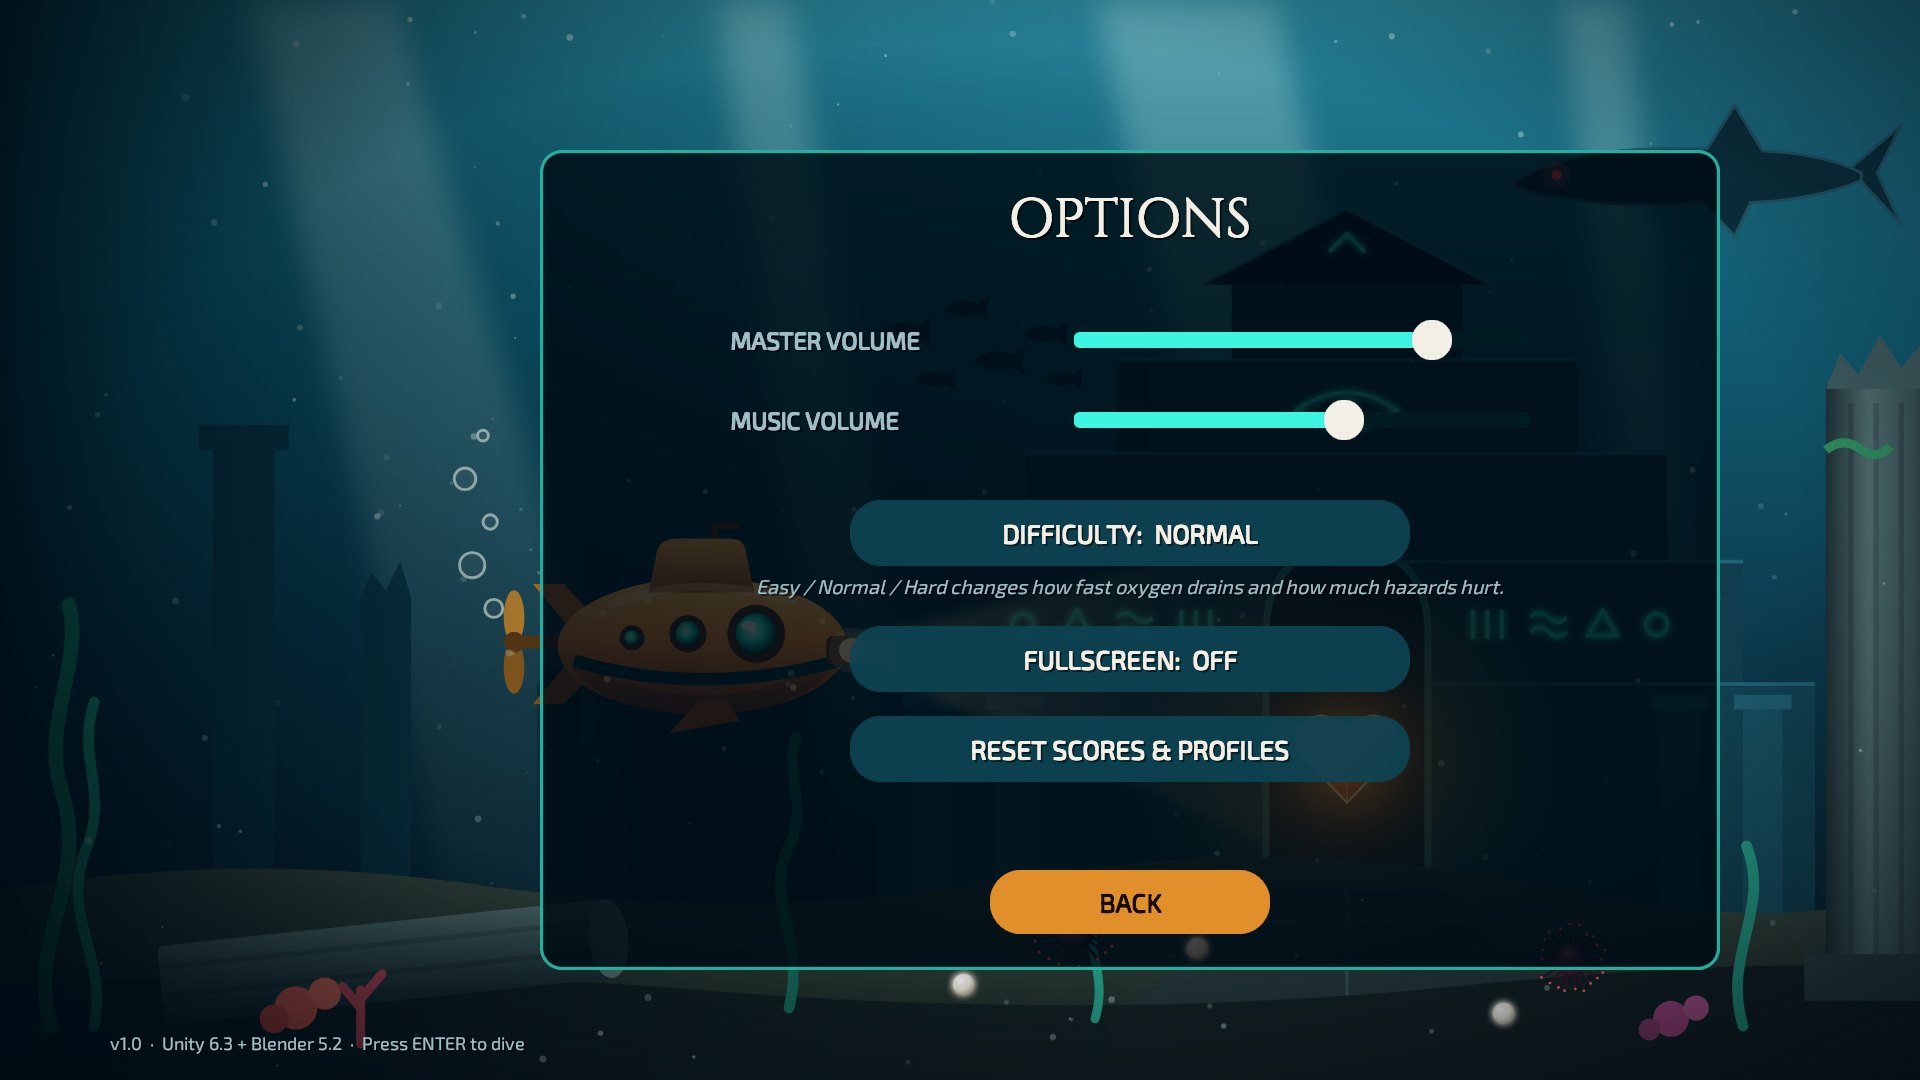 OPTIONS
MASTER VOLUME
MUSIC VOLUME
DIFFICULTY: NORMAL
Easy / Normal / Hard changes how fast oxygen drains and how much hazards hurt.
FULLSCREEN: OFF
RESET SCORES & PROFILES
BACK
v1.0 · Unity 6.3 + Blender 5.2 · Press ENTER to dive